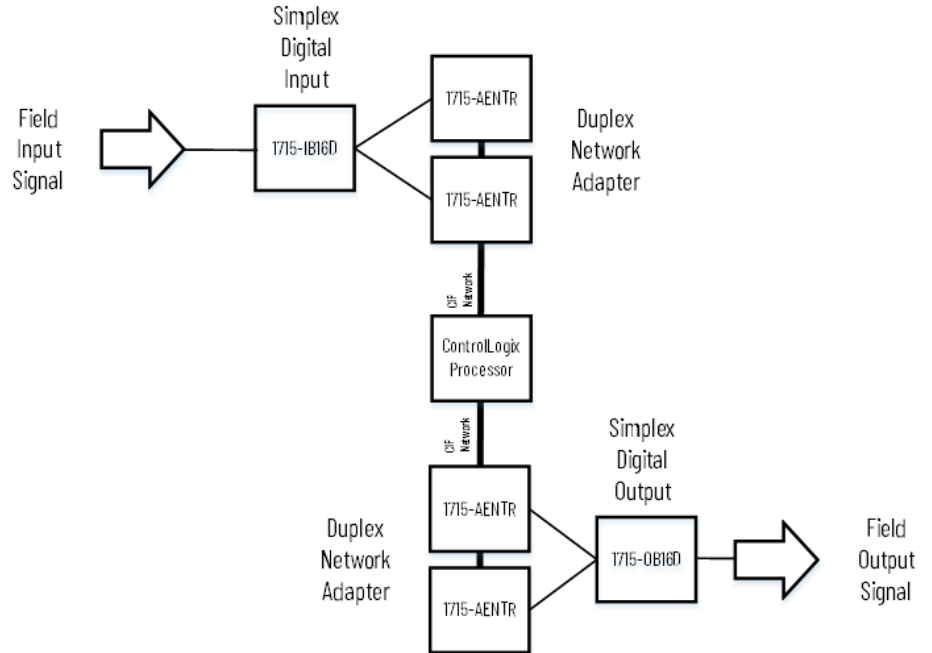 Simplex
Digital
Input
Field
Input
Signal
1715-IB16D
1715-AENTR
1715-AENTR
Duplex
Network
Adapter
CIP
Network
ControlLogix
Processor
CIP
Network
Duplex
Network
Adapter
1715-AENTR
1715-AENTR
Simplex
Digital
Output
1715-OB16D
Field
Output
Signal